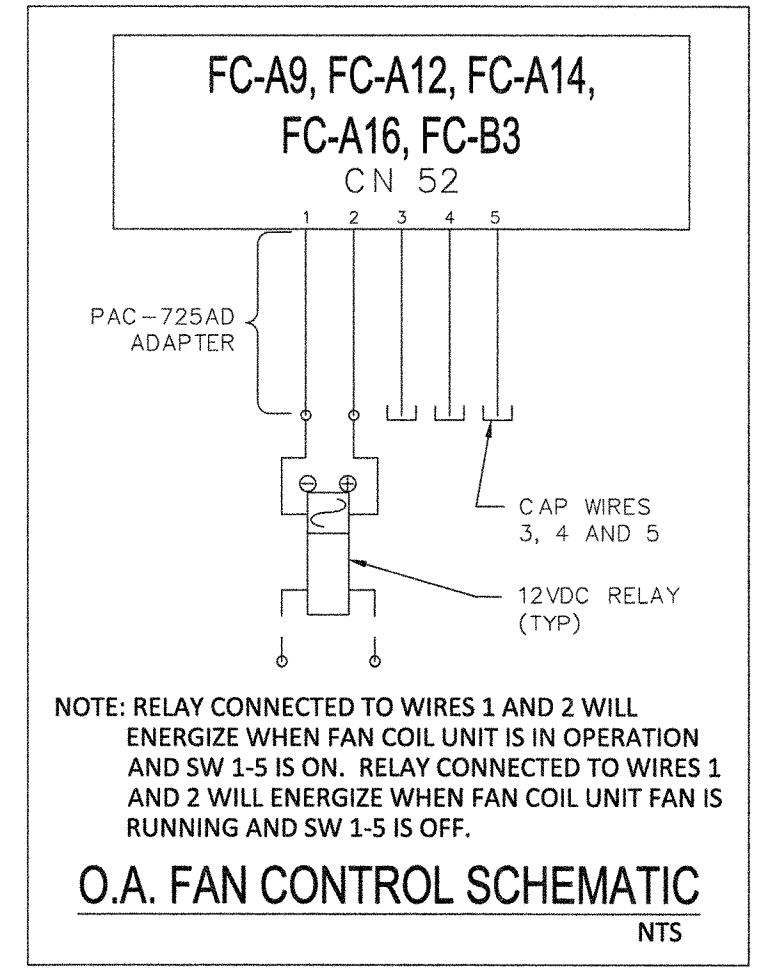 FC-A9, FC-A12, FC-A14,
FC-A16, FC-B3
CN 52
1 2 3 4 5
PAC-725AD
ADAPTER
CAP WIRES
3, 4 AND 5
12VDC RELAY
(TYP)
NOTE: RELAY CONNECTED TO WIRES 1 AND 2 WILL
ENERGIZE WHEN FAN COIL UNIT IS IN OPERATION
AND SW 1-5 IS ON. RELAY CONNECTED TO WIRES 1
AND 2 WILL ENERGIZE WHEN FAN COIL UNIT FAN IS
RUNNING AND SW 1-5 IS OFF.
O.A. FAN CONTROL SCHEMATIC
NTS